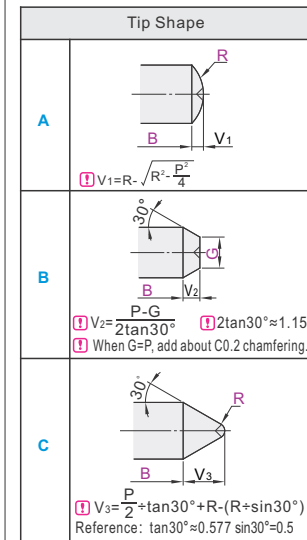 Tip Shape
A
R
B
V1
! V1=R-√R²-P²/4
B
30°
G
B
V2
! V2=P-G/2tan30° ! 2tan30°≈1.15
! When G=P, add about C0.2 chamfering.
C
30°
R
B
V3
! V3=P/2÷tan30°+R-(R÷sin30°)
Reference: tan30°≈0.577 sin30°=0.5